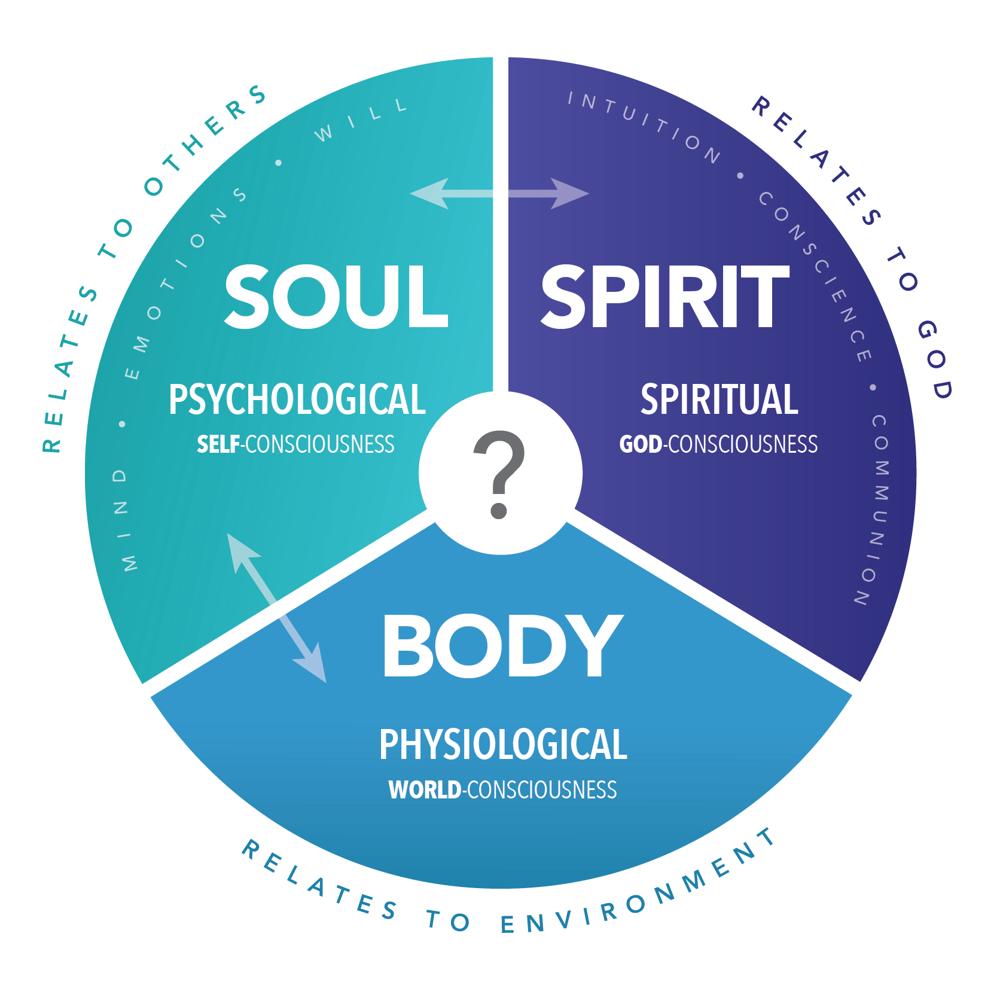 RELATES TO OTHERS
MIND • EMOTIONS • WILL
SOUL
PSYCHOLOGICAL
SELF-CONSCIOUSNESS
RELATES TO GOD
INTUITION • CONSCIENCE • COMMUNION
SPIRIT
SPIRITUAL
GOD-CONSCIOUSNESS
?
BODY
PHYSIOLOGICAL
WORLD-CONSCIOUSNESS
RELATES TO ENVIRONMENT